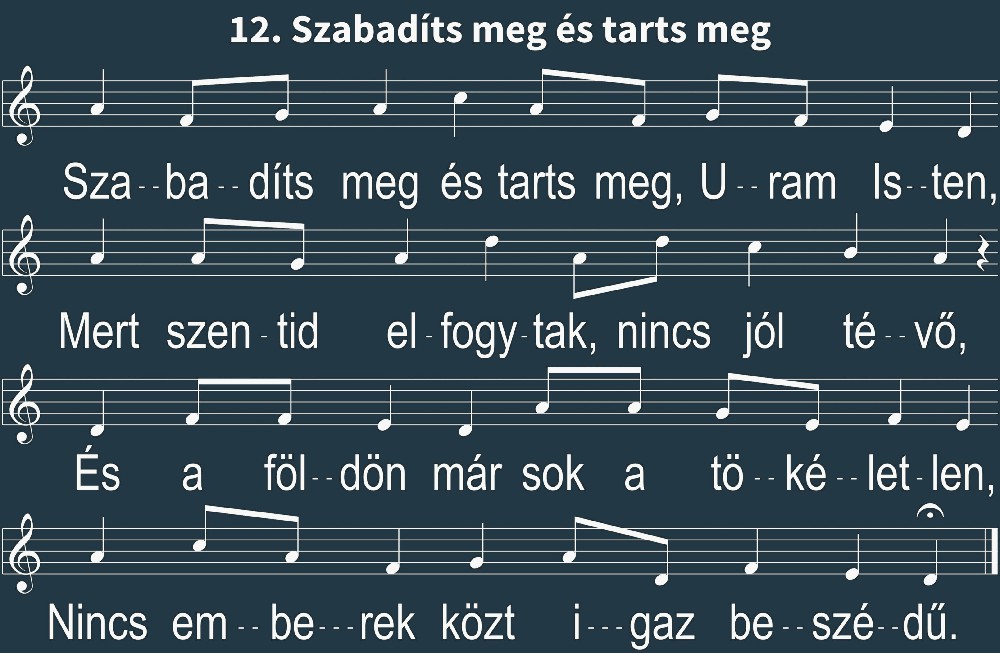 12. Szabadíts meg és tarts meg
Sza--ba--díts meg és tarts meg, U--ram Is--ten,
Mert szen-tid el-fogy-tak, nincs jól té--vő,
És a föl--dön már sok a tö--ké--let-len,
Nincs em--be---rek közt i---gaz be--szé--dű.